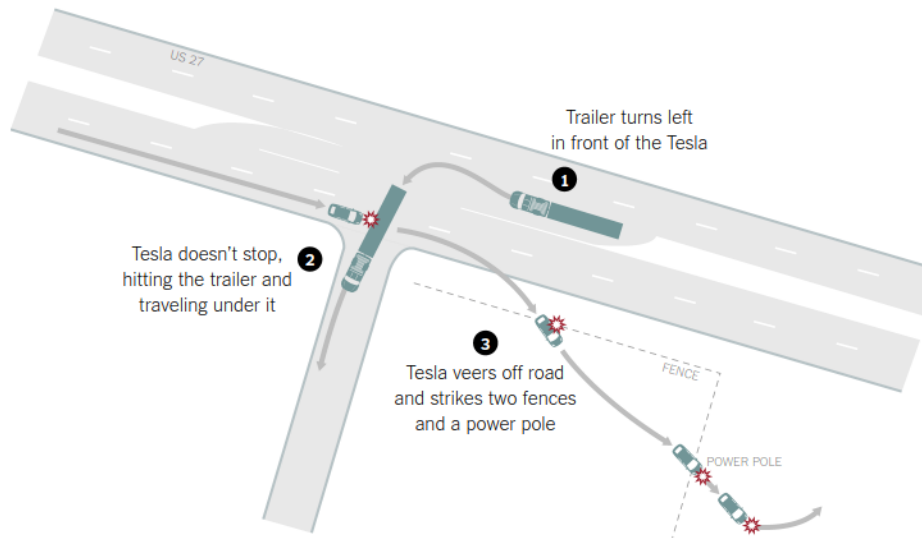 US 27
Trailer turns left
in front of the Tesla
1
Tesla doesn't stop,
hitting the trailer and
traveling under it
2
3
Tesla veers off road
and strikes two fences
and a power pole
FENCE
POWER POLE